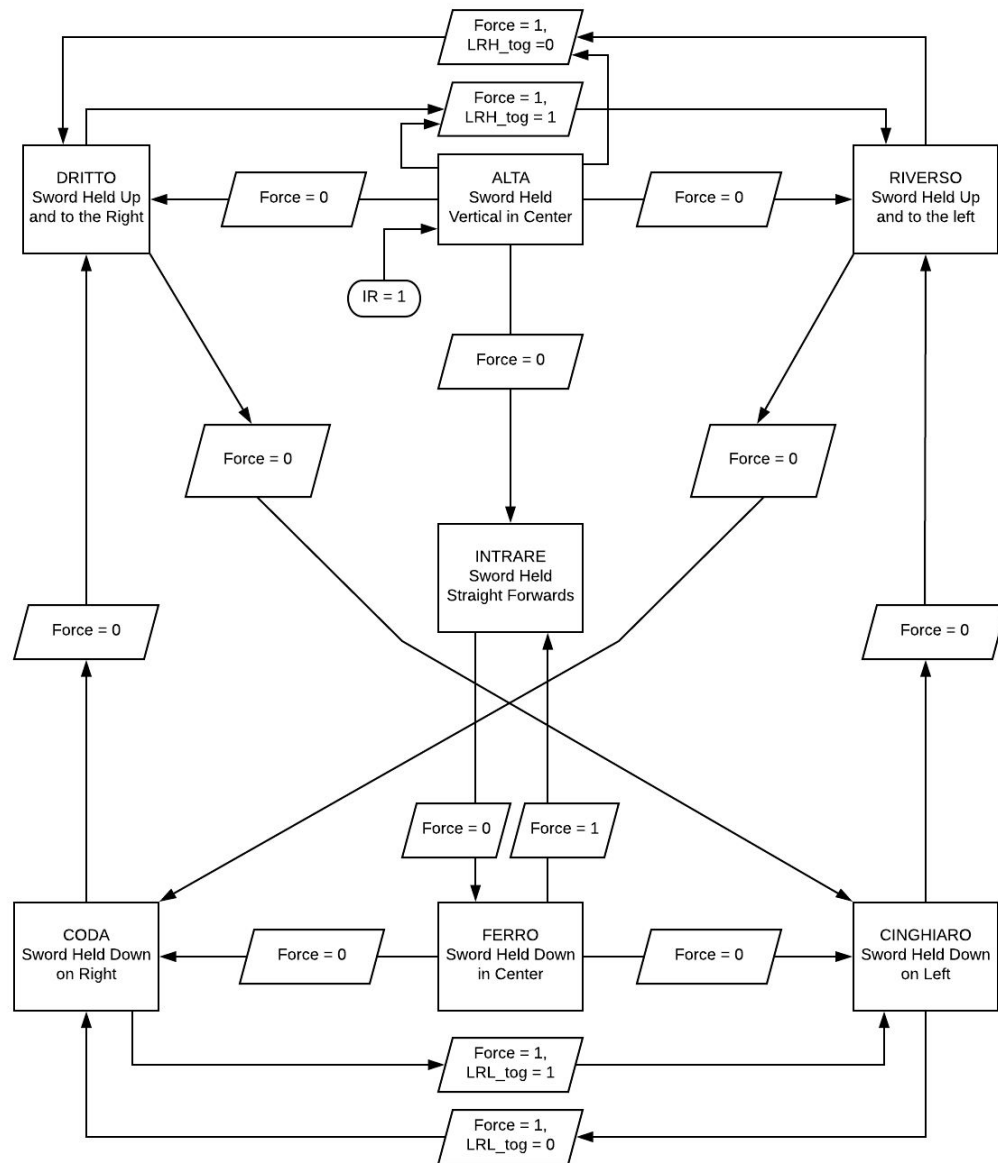 Force = 1,
LRH_tog =0
Force = 1,
LRH_tog = 1
DRITTO
Sword Held Up
and to the Right
Force = 0
ALTA
Sword Held
Vertical in Center
Force = 0
RIVERSO
Sword Held Up
and to the left
IR = 1
Force = 0
Force = 0
Force = 0
INTRARE
Sword Held
Straight Forwards
Force = 0
Force = 0
Force = 0
Force = 1
CODA
Sword Held Down
on Right
Force = 0
FERRO
Sword Held Down
in Center
Force = 0
CINGHIARO
Sword Held Down
on Left
Force = 1,
LRL_tog = 1
Force = 1,
LRL_tog = 0